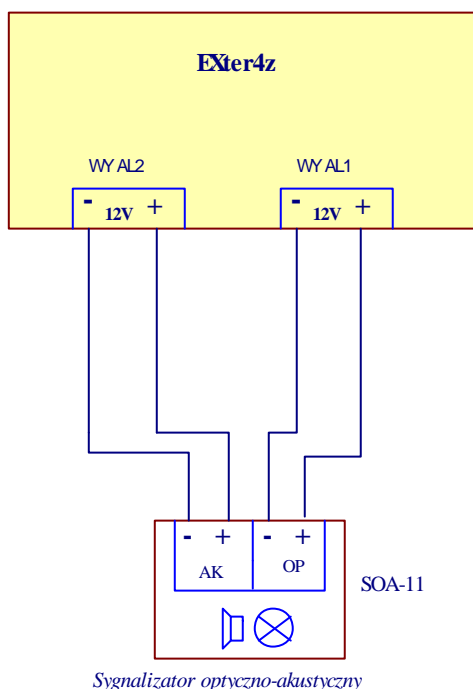 EXter4z
WY AL2 WY AL1
- 12V + - 12V +
- + - +
AK OP
SOA-11
Sygnalizator optyczno-akustyczny